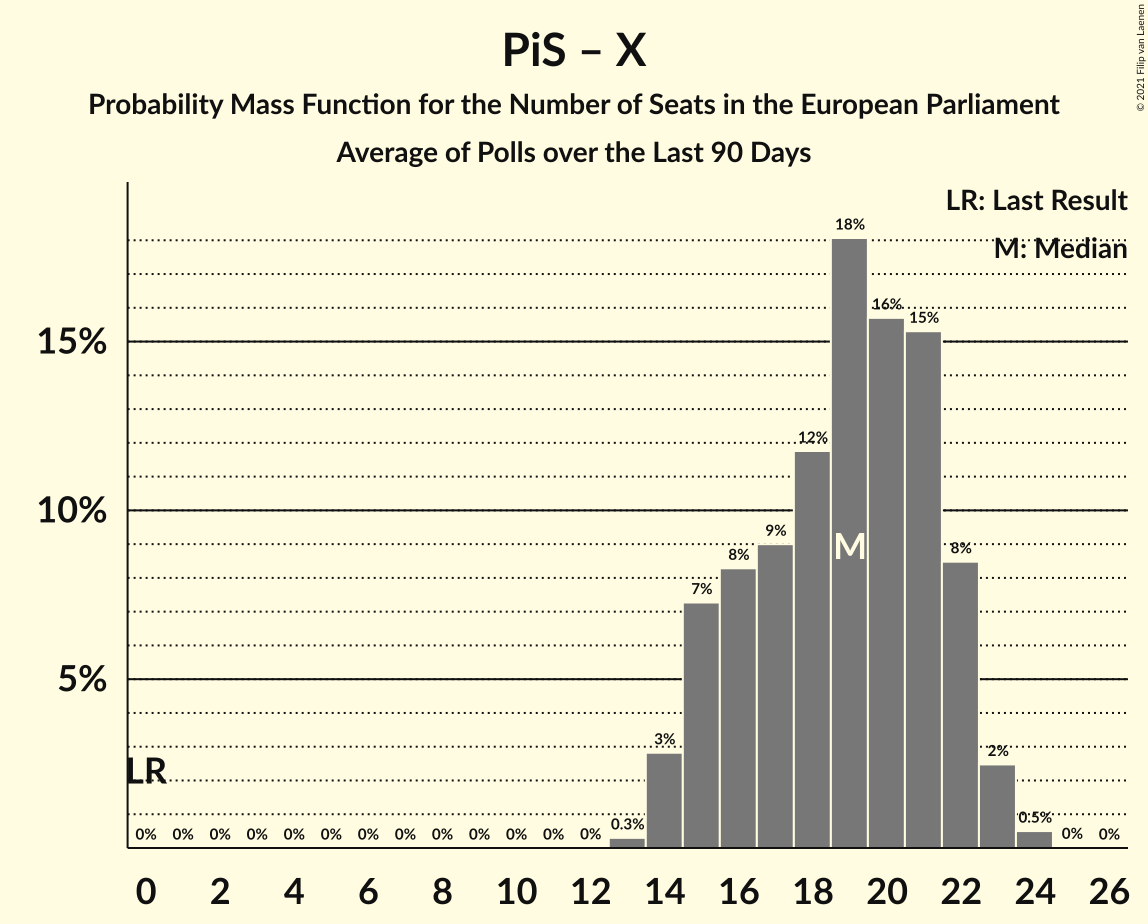 PiS – X
Probability Mass Function for the Number of Seats in the European Parliament
Average of Polls over the Last 90 Days
© 2021 Filip van Laenen
LR: Last Result
M: Median
18%
16%
15%
15%
12%
10%
9%
M
8%
8%
7%
5%
3%
2%
LR
0% 0% 0% 0% 0% 0% 0% 0% 0% 0% 0% 0% 0% 0.3% 0.5% 0% 0%
0 2 4 6 8 10 12 14 16 18 20 22 24 26